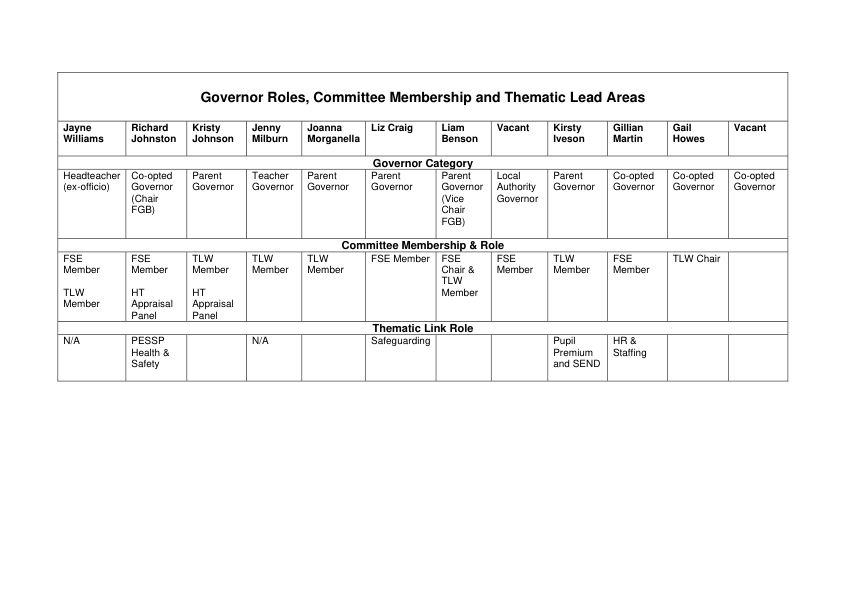 Governor Roles, Committee Membership and Thematic Lead Areas
Jayne Williams	Richard Johnston	Kristy Johnson	Jenny Milburn	Joanna Morganella	Liz Craig	Liam Benson	Vacant	Kirsty Iveson	Gillian Martin	Gail Howes	Vacant
Governor Category
Headteacher (ex-officio)	Co-opted Governor (Chair FGB)	Parent Governor	Teacher Governor	Parent Governor	Parent Governor	Parent Governor (Vice Chair FGB)	Local Authority Governor	Parent Governor	Co-opted Governor	Co-opted Governor	Co-opted Governor
Committee Membership & Role
FSE Member TLW Member	FSE Member HT Appraisal Panel	TLW Member HT Appraisal Panel	TLW Member	TLW Member	FSE Member	FSE Chair & TLW Member	FSE Member	TLW Member	FSE Member	TLW Chair
Thematic Link Role
N/A	PESSP Health & Safety		N/A		Safeguarding			Pupil Premium and SEND	HR & Staffing